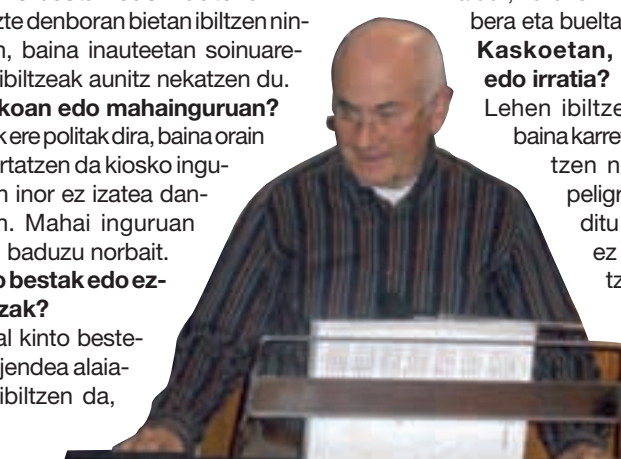 zte denboran bietan ibiltzen nin-
n, baina inauteetan soinuare-
ibiltzeak aunitz nekatzen du.
koan edo mahainguruan?
k ere politak dira, baina orain
rtatzen da kiosko ingu-
n inor ez izatea dan-
n. Mahai inguruan
baduzu norbait.
o bestak edo ez-
zak?
al kinto beste-
jendea alaia-
ibiltzen da,
bera eta buelta
Kaskoetan,
edo irratia?
Lehen ibiltze
baina karre
tzen n
peligr
ditu
ez
tz